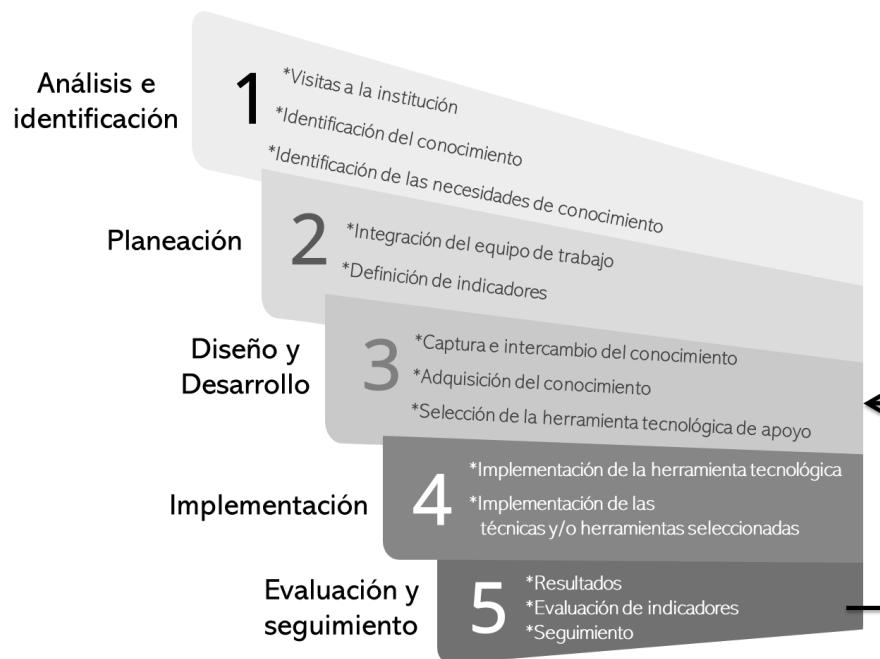 Análisis e
identificación
1
*Visitas a la institución
*Identificación del conocimiento
*Identificación de las necesidades de conocimiento
Planeación
2
*Integración del equipo de trabajo
*Definición de indicadores
Diseño y
Desarrollo
3
*Captura e intercambio del conocimiento
*Adquisición del conocimiento
*Selección de la herramienta tecnológica de apoyo
Implementación
4
*Implementación de la herramienta tecnológica
*Implementación de las
técnicas y/o herramientas seleccionadas
Evaluación y
seguimiento
5
*Resultados
*Evaluación de indicadores
*Seguimiento